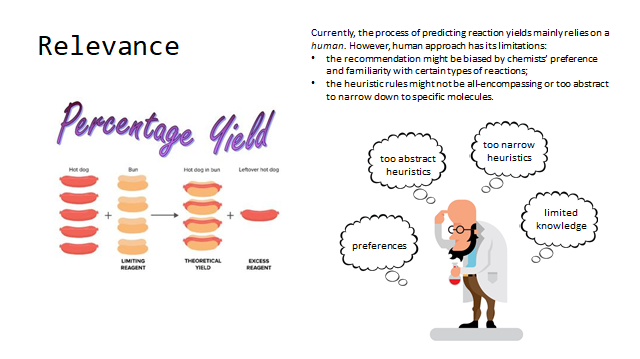 Relevance
Currently, the process of predicting reaction yields mainly relies on a
human. However, human approach has its limitations:
• the recommendation might be biased by chemists' preference
and familiarity with certain types of reactions;
• the heuristic rules might not be all-encompassing or too abstract
to narrow down to specific molecules.
Percentage Yield
Hot dog
Bun
Hot dog in bun
Leftover hot dog
+
+
LIMITING
REAGENT
THEORETICAL
YIELD
EXCESS
REAGENT
too abstract
heuristics
too narrow
heuristics
preferences
limited
knowledge